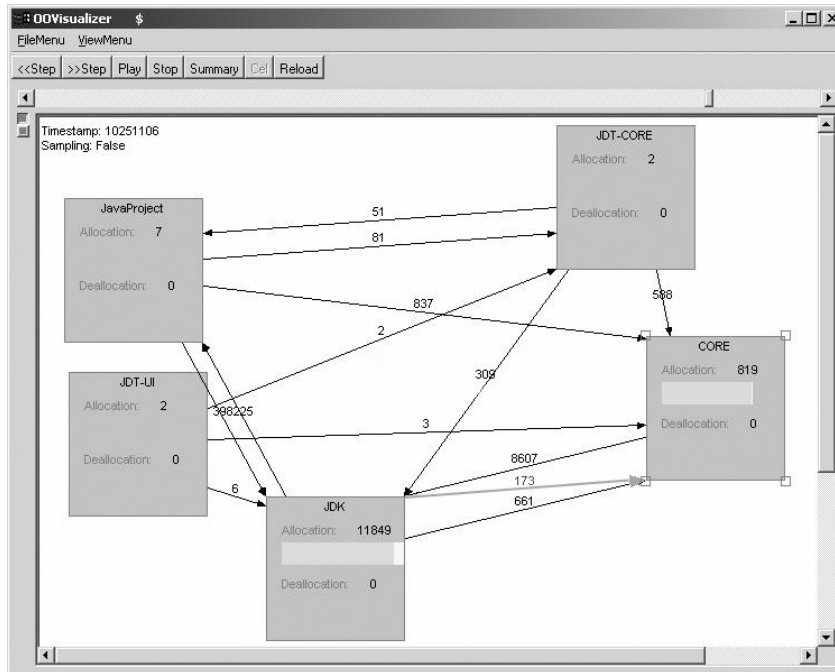 OOVisualizer $
FileMenu ViewMenu
<<Step >>Step Play Stop Summary Cel Reload
Timestamp: 10251106
Sampling: False
JDT-CORE
Allocation: 2
Deallocation: 0
JavaProject
Allocation: 7
Deallocation: 0
51
81
837
588
2
CORE
Allocation: 819
Deallocation: 0
JDT-UI
Allocation: 2
Deallocation: 0
309
398225
3
8607
173
661
6
JDK
Allocation: 11849
Deallocation: 0